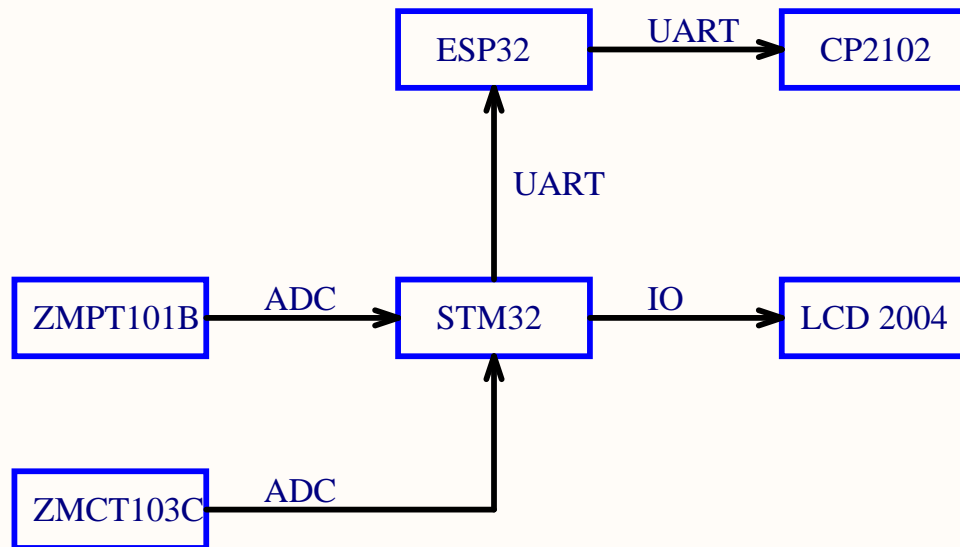 ESP32
UART
CP2102
UART
ZMPT101B
ADC
STM32
IO
LCD 2004
ZMCT103C
ADC